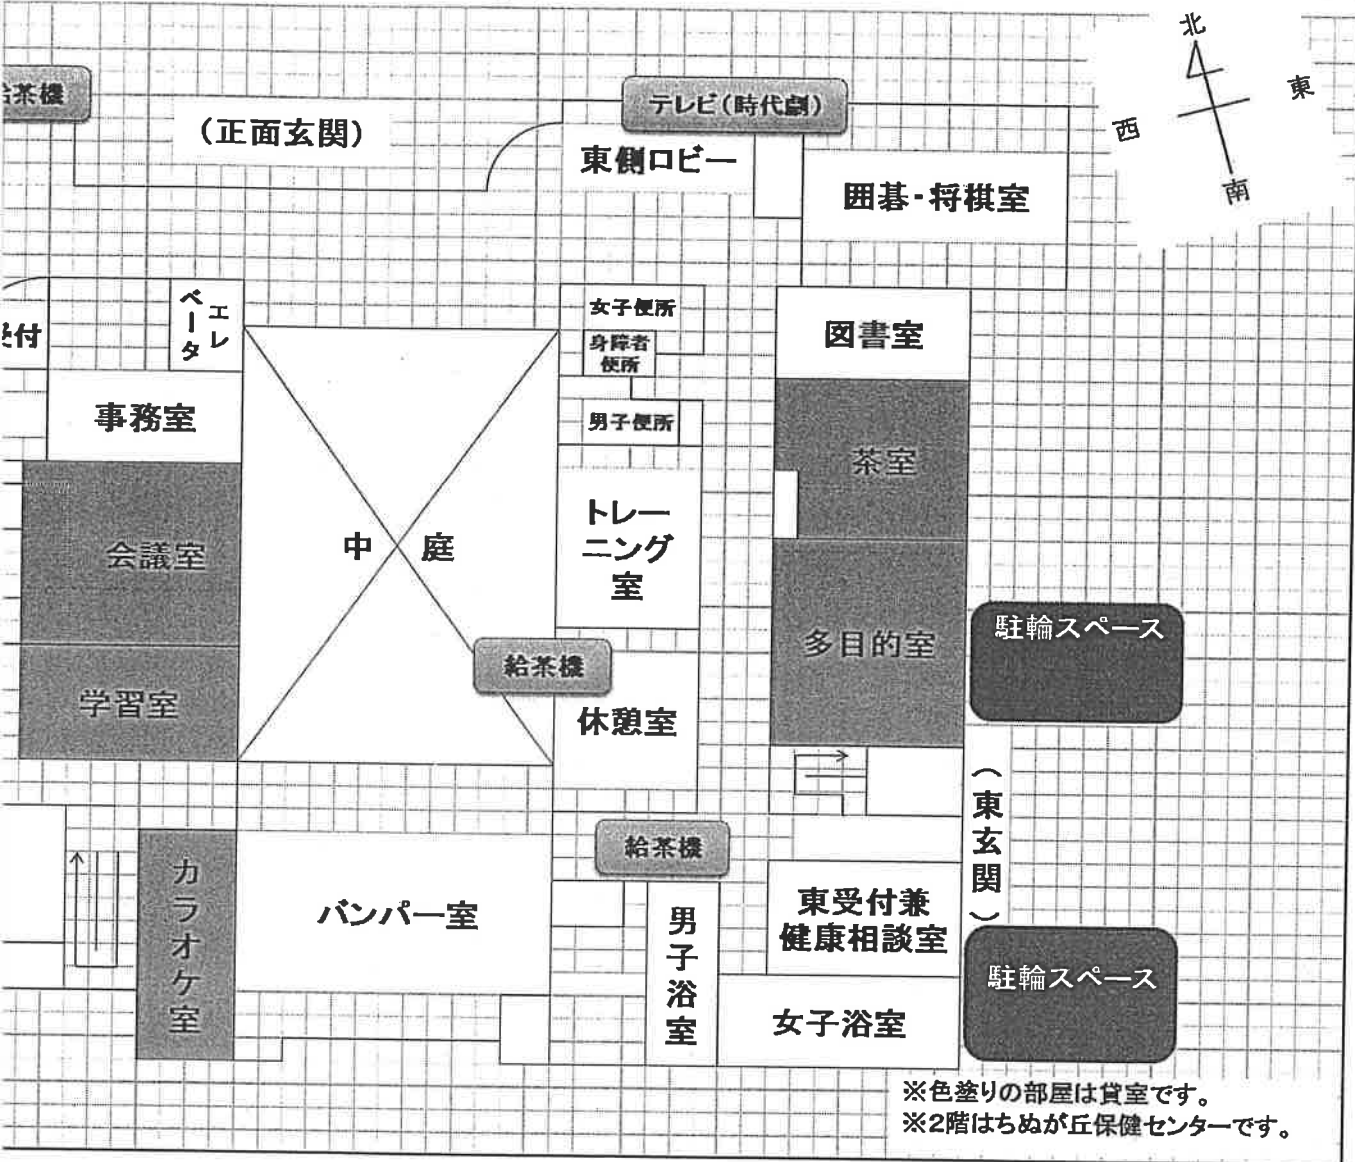 北
東
西
南
給茶機
（正面玄関）
テレビ（時代劇）
東側ロビー
囲碁・将棋室
受付
エレ
ベータ
女子便所
身障者
便所
男子便所
図書室
事務室
茶室
会議室
中庭
トレー
ニング
室
多目的室
駐輪スペース
学習室
給茶機
休憩室
（東玄関）
カラオケ室
バンパー室
給茶機
男子浴室
東受付兼
健康相談室
女子浴室
駐輪スペース
※色塗りの部屋は貸室です。
※2階はちぬが丘保健センターです。